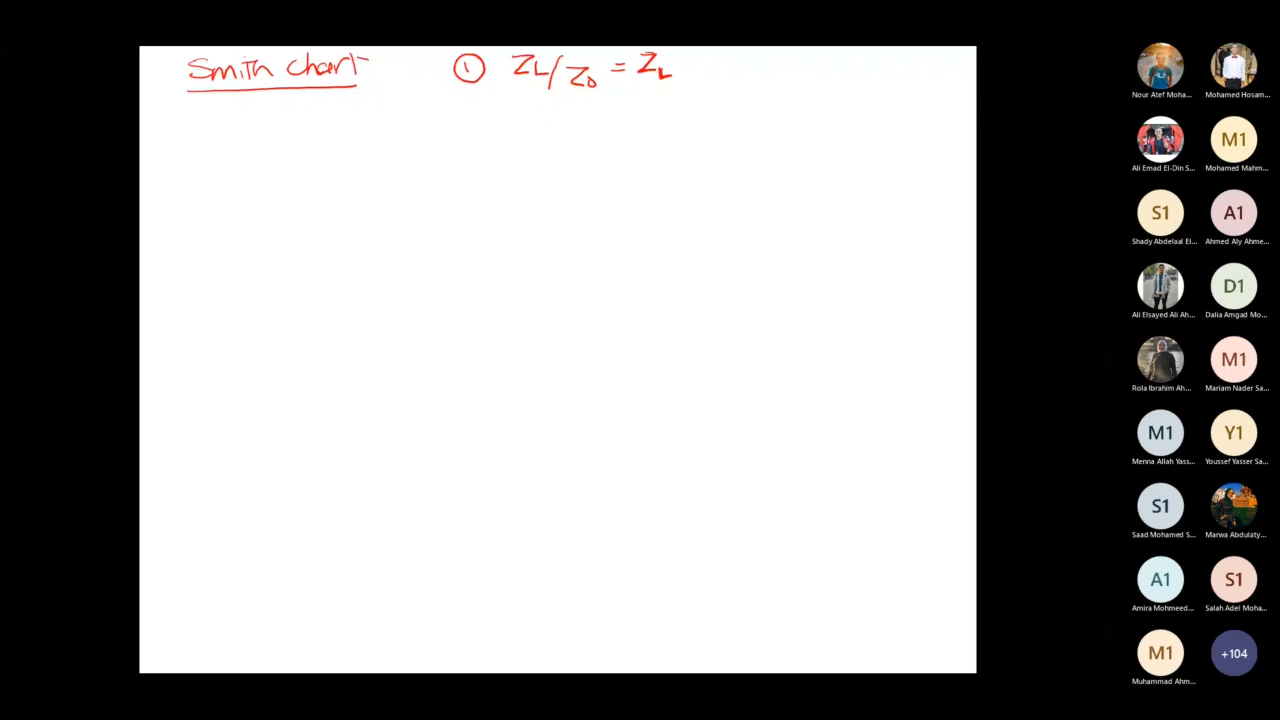 Smith chart ① ZL/Z0 = ZL
Nour Atef Moha... Mohamed Hosam...
Ali Emad El-Din S... M1 Mohamed Mahm...
S1 Shady Abdelaal El... A1 Ahmed Aly Ahme...
Ali Elsayed Ali Ah... D1 Dalia Amgad Mo...
Rola Ibrahim Ah... M1 Mariam Nader Sa...
M1 Menna Allah Yass... Y1 Youssef Yasser Sa...
S1 Saad Mohamed S... Marwa Abdulaty...
A1 Amira Mohmeed... S1 Salah Adel Moha...
M1 Muhammad Ahm... +104